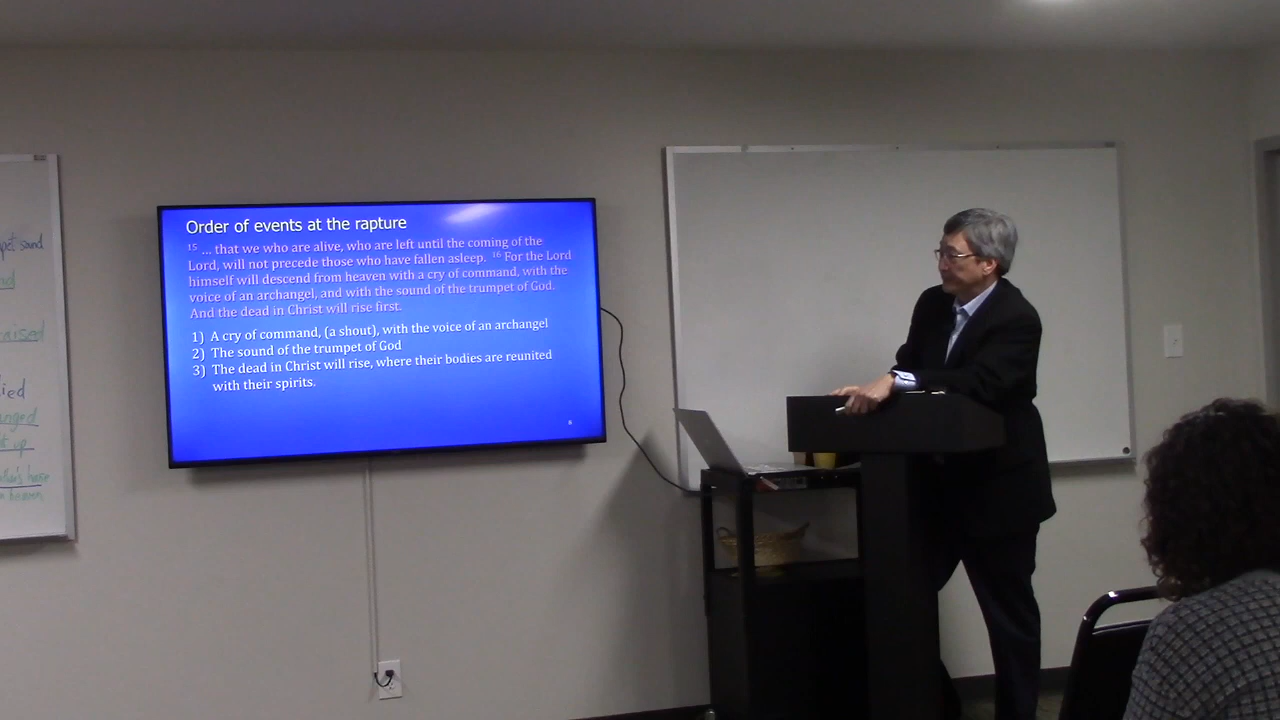 Order of events at the rapture
15 ... that we who are alive, who are left until the coming of the
Lord, will not precede those who have fallen asleep. 16 For the Lord
himself will descend from heaven with a cry of command, with the
voice of an archangel, and with the sound of the trumpet of God.
And the dead in Christ will rise first.
1) A cry of command, (a shout), with the voice of an archangel
2) The sound of the trumpet of God
3) The dead in Christ will rise, where their bodies are reunited
with their spirits.
8
sound
raised
up
heaven